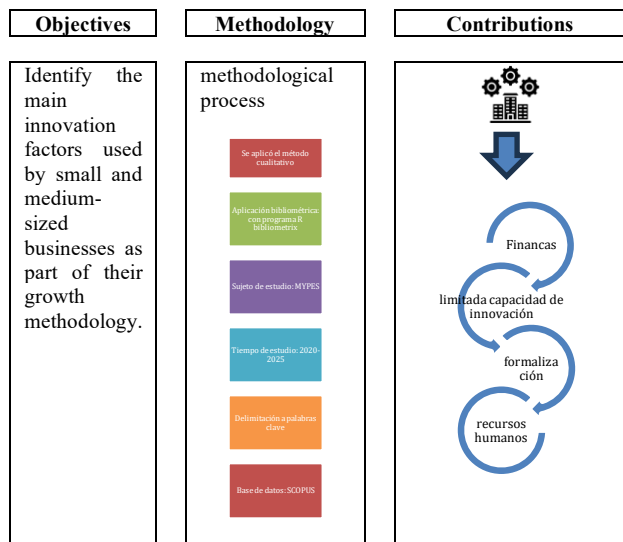 Objectives
Methodology
Contributions
Identify the
main
innovation
factors used
by small and
medium-
sized
businesses as
part of their
growth
methodology.
methodological
process
Se aplicó el método
cualitativo
Aplicación bibliométrica:
con programa R
bibliometrix
Sujeto de estudio: MYPES
Tiempo de estudio: 2020-
2025
Delimitación a palabras
clave
Base de datos: SCOPUS
Financas
limitada capacidad de
innovación
formaliza
ción
recursos
humanos